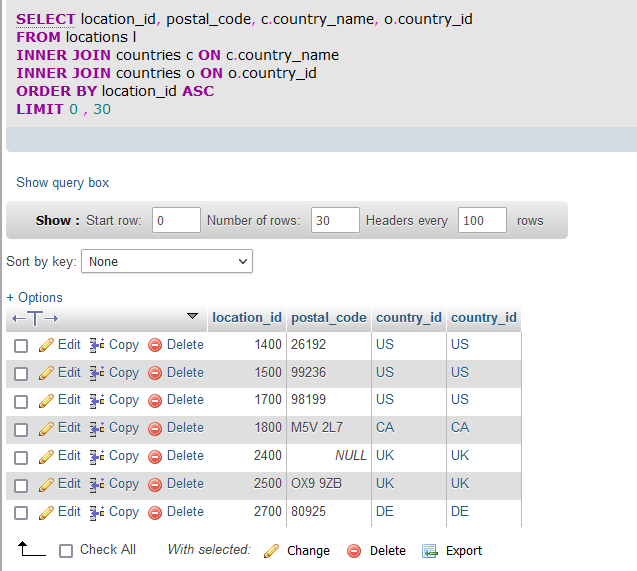 SELECT location_id, postal_code, c.country_name, o.country_id
FROM locations l
INNER JOIN countries c ON c.country_name
INNER JOIN countries o ON o.country_id
ORDER BY location_id ASC
LIMIT 0 , 30
Show query box
Show : Start row: 0 Number of rows: 30 Headers every 100 rows
Sort by key: None
+ Options
location_id postal_code country_id country_id
Edit Copy Delete 1400 26192 US US
Edit Copy Delete 1500 99236 US US
Edit Copy Delete 1700 98199 US US
Edit Copy Delete 1800 M5V 2L7 CA CA
Edit Copy Delete 2400 NULL UK UK
Edit Copy Delete 2500 OX9 9ZB UK UK
Edit Copy Delete 2700 80925 DE DE
Check All With selected: Change Delete Export